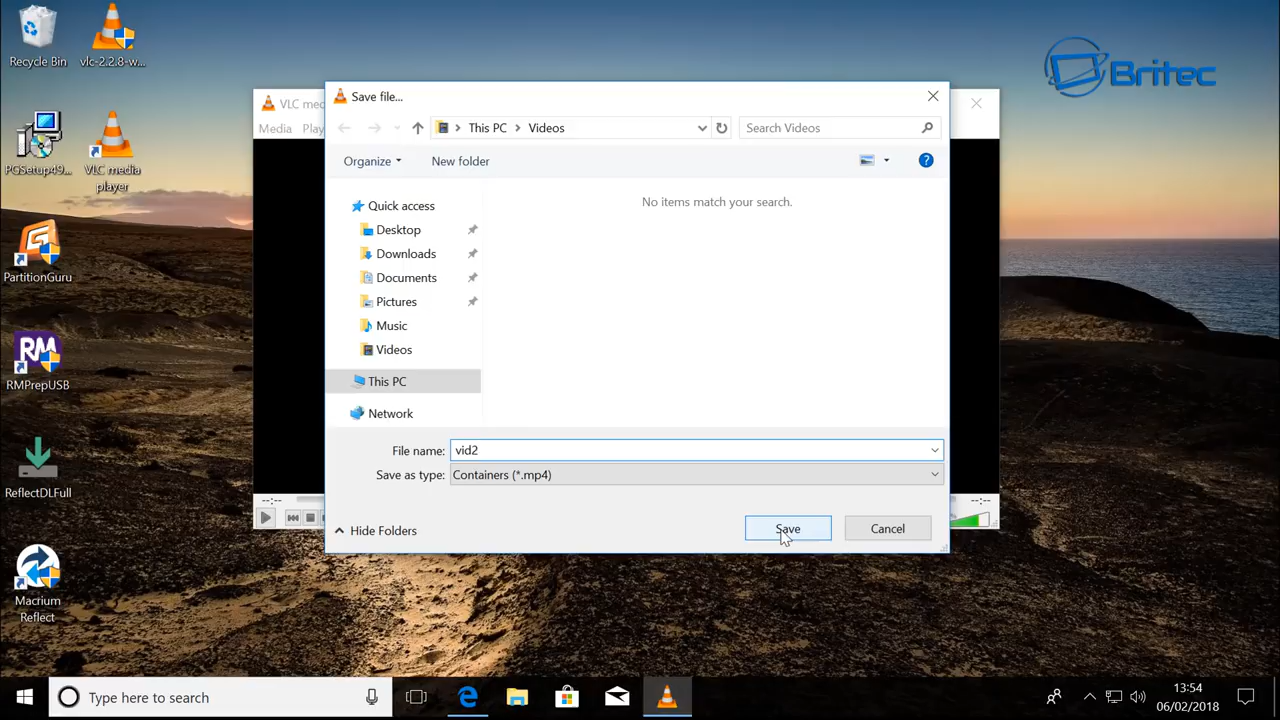 Recycle Bin
vlc-2.2.8-w...
Britec
Save file...
VLC me
Media Play
This PC
Videos
Search Videos
PGSetup49...
VLC media
player
Organize
New folder
No items match your search.
Quick access
Desktop
Downloads
Documents
Pictures
Music
Videos
This PC
Network
PartitionGuru
RM
RMPrepUSB
File name: vid2
Save as type: Containers (*.mp4)
--:--
--:--
Hide Folders
Save
Cancel
ReflectDLFull
Macrium
Reflect
Type here to search
13:54
06/02/2018